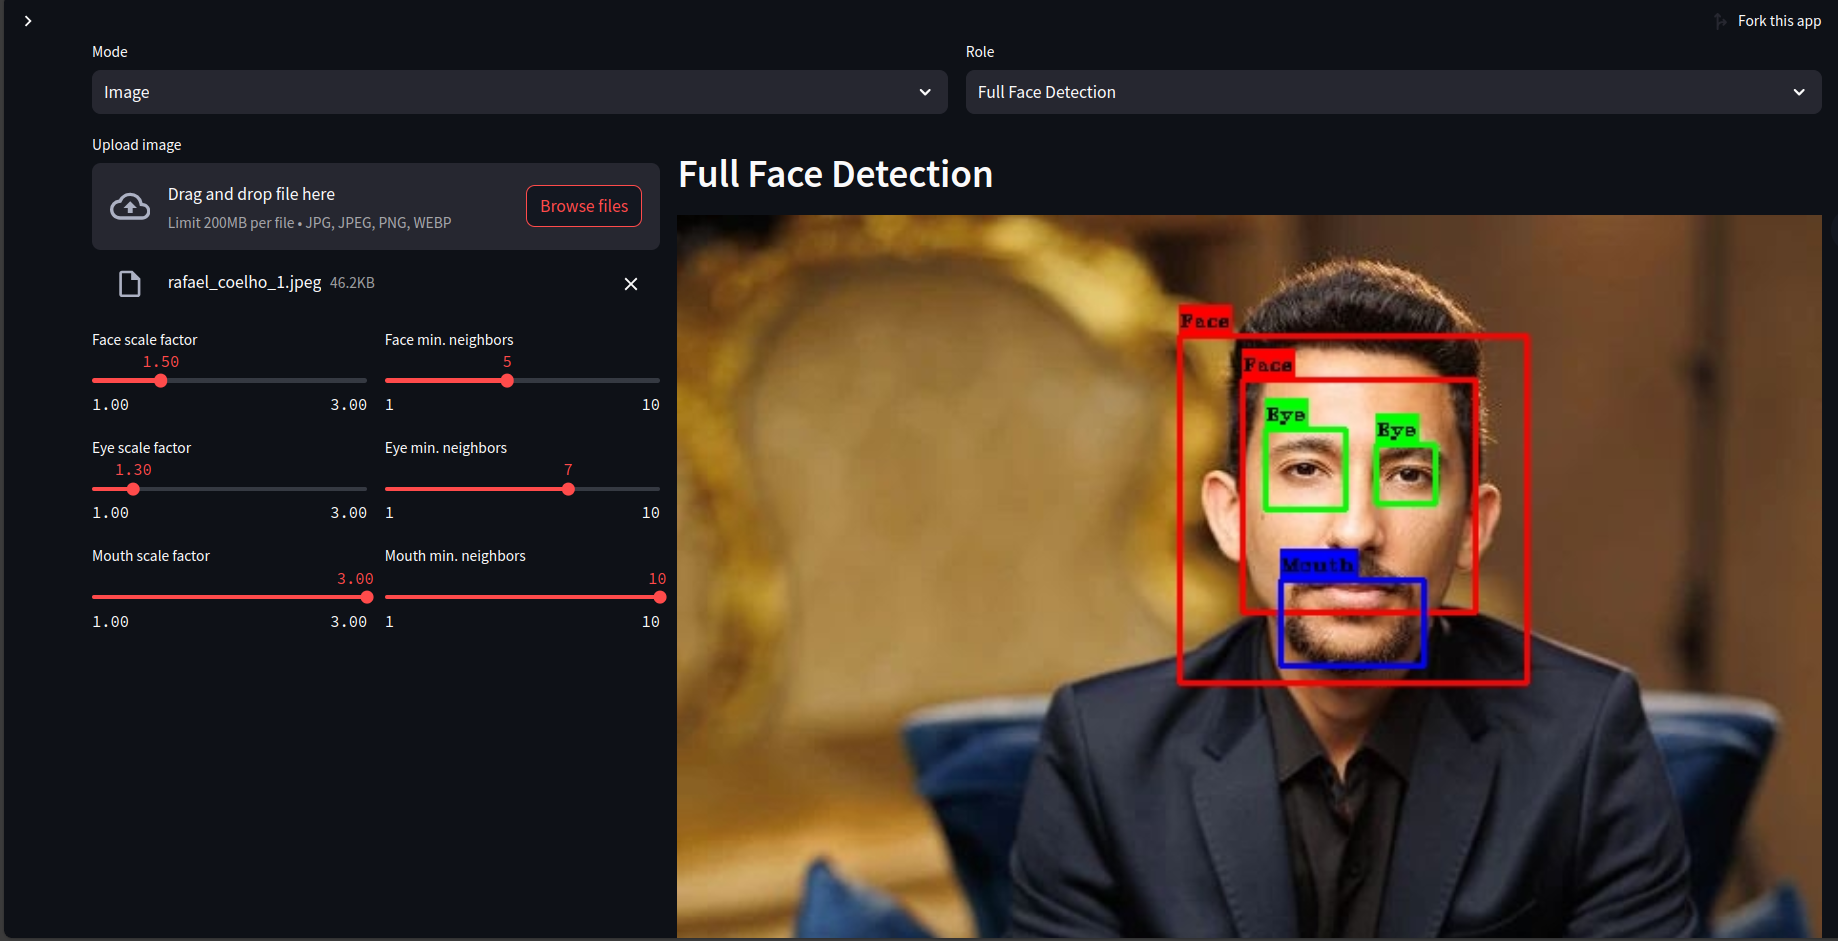 Fork this app
Mode
Image
Role
Full Face Detection
Upload image
Drag and drop file here
Limit 200MB per file • JPG, JPEG, PNG, WEBP
Browse files
rafael_coelho_1.jpeg 46.2KB
Face scale factor
1.50
1.00 3.00
Face min. neighbors
5
1 10
Eye scale factor
1.30
1.00 3.00
Eye min. neighbors
7
1 10
Mouth scale factor
3.00
1.00 3.00
Mouth min. neighbors
10
1 10
Full Face Detection
Face
Face
Eye
Eye
Mouth